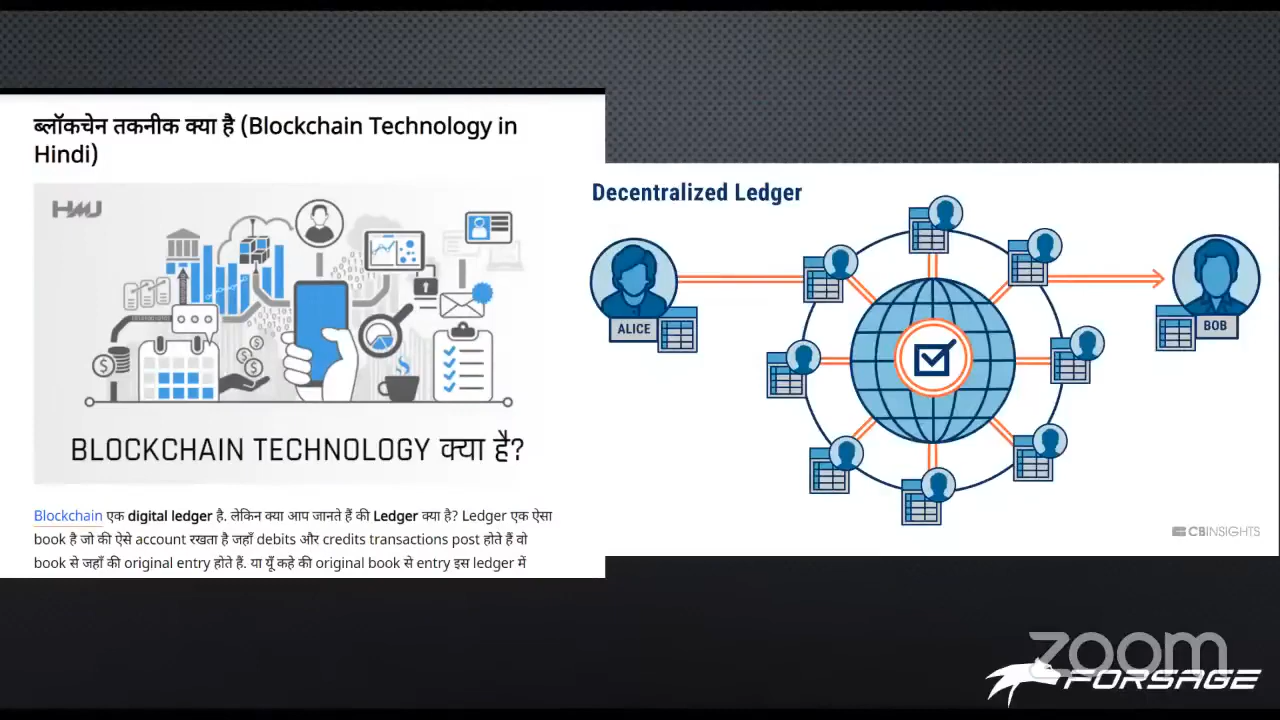 ब्लॉकचेन तकनीक क्या है (Blockchain Technology in
Hindi)
HMJ
BLOCKCHAIN TECHNOLOGY क्या है?
Blockchain एक digital ledger है. लेकिन क्या आप जानते हैं की Ledger क्या है? Ledger एक ऐसा
book है जो की ऐसे account रखता है जहाँ debits और credits transactions post होते हैं वो
book से जहाँ की original entry होते हैं. या यूँ कहे की original book से entry इस ledger में
Decentralized Ledger
ALICE
BOB
CBINSIGHTS
zoom
FORSAGE